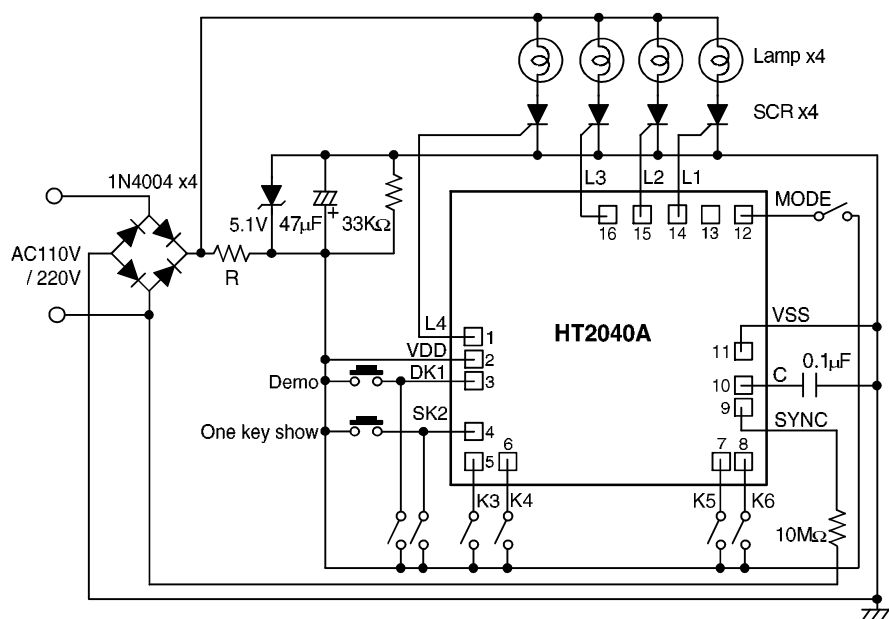 Lamp x4
SCR x4
1N4004 x4
L3
L2
L1
MODE
5.1V
47μF
+
33KΩ
16
15
14
13
12
AC110V
/ 220V
R
HT2040A
L4
1
VDD
2
DK1
3
Demo
VSS
11
0.1μF
C
10
9
SYNC
SK2
4
One key show
5
6
7
8
K3
K4
K5
K6
10MΩ